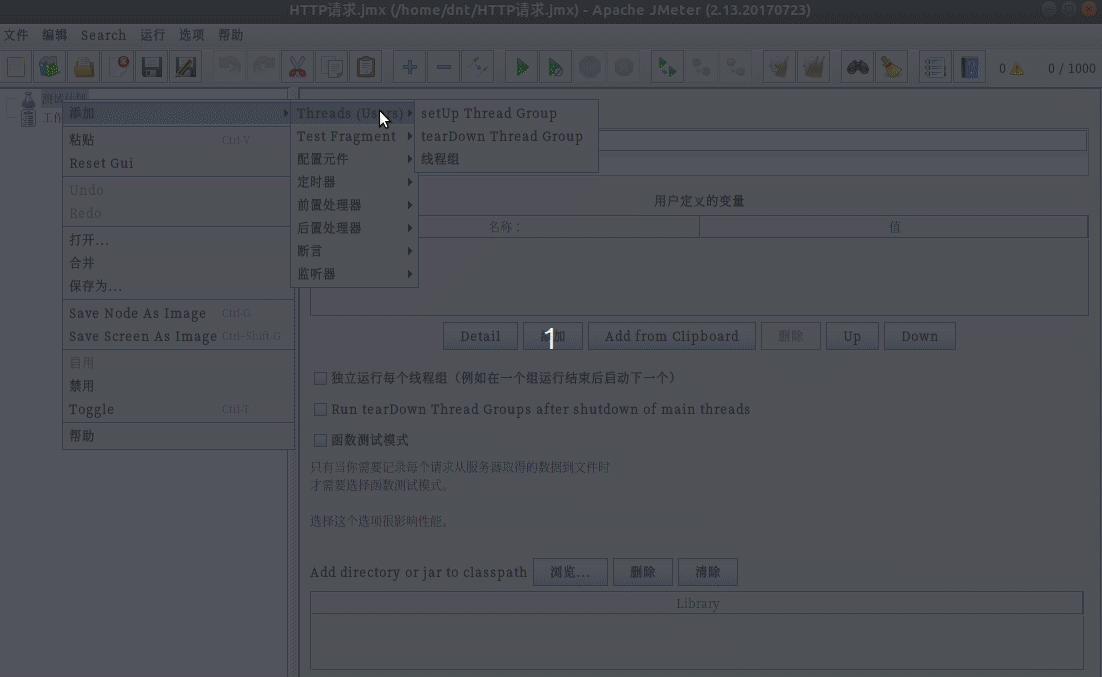 HTTP请求.jmx (/home/dnt/HTTP请求.jmx) - Apache JMeter (2.13.20170723)
文件 编辑 Search 运行 选项 帮助
0 0 / 1000
测试计划
添加
粘贴 Ctrl-V
Reset Gui
Undo
Redo
打开...
合并
保存为...
Save Node As Image Ctrl-G
Save Screen As Image Ctrl+Shift-G
启用
禁用
Toggle Ctrl-T
帮助
Threads (Users)
Test Fragment
配置元件
定时器
前置处理器
后置处理器
断言
监听器
setUp Thread Group
tearDown Thread Group
线程组
用户定义的变量
名称： 值
Detail 添加 Add from Clipboard 删除 Up Down
1
独立运行每个线程组（例如在一个组运行结束后启动下一个）
Run tearDown Thread Groups after shutdown of main threads
函数测试模式
只有当你需要记录每个请求从服务器取得的数据到文件时
才需要选择函数测试模式。
选择这个选项很影响性能。
Add directory or jar to classpath 浏览... 删除 清除
Library